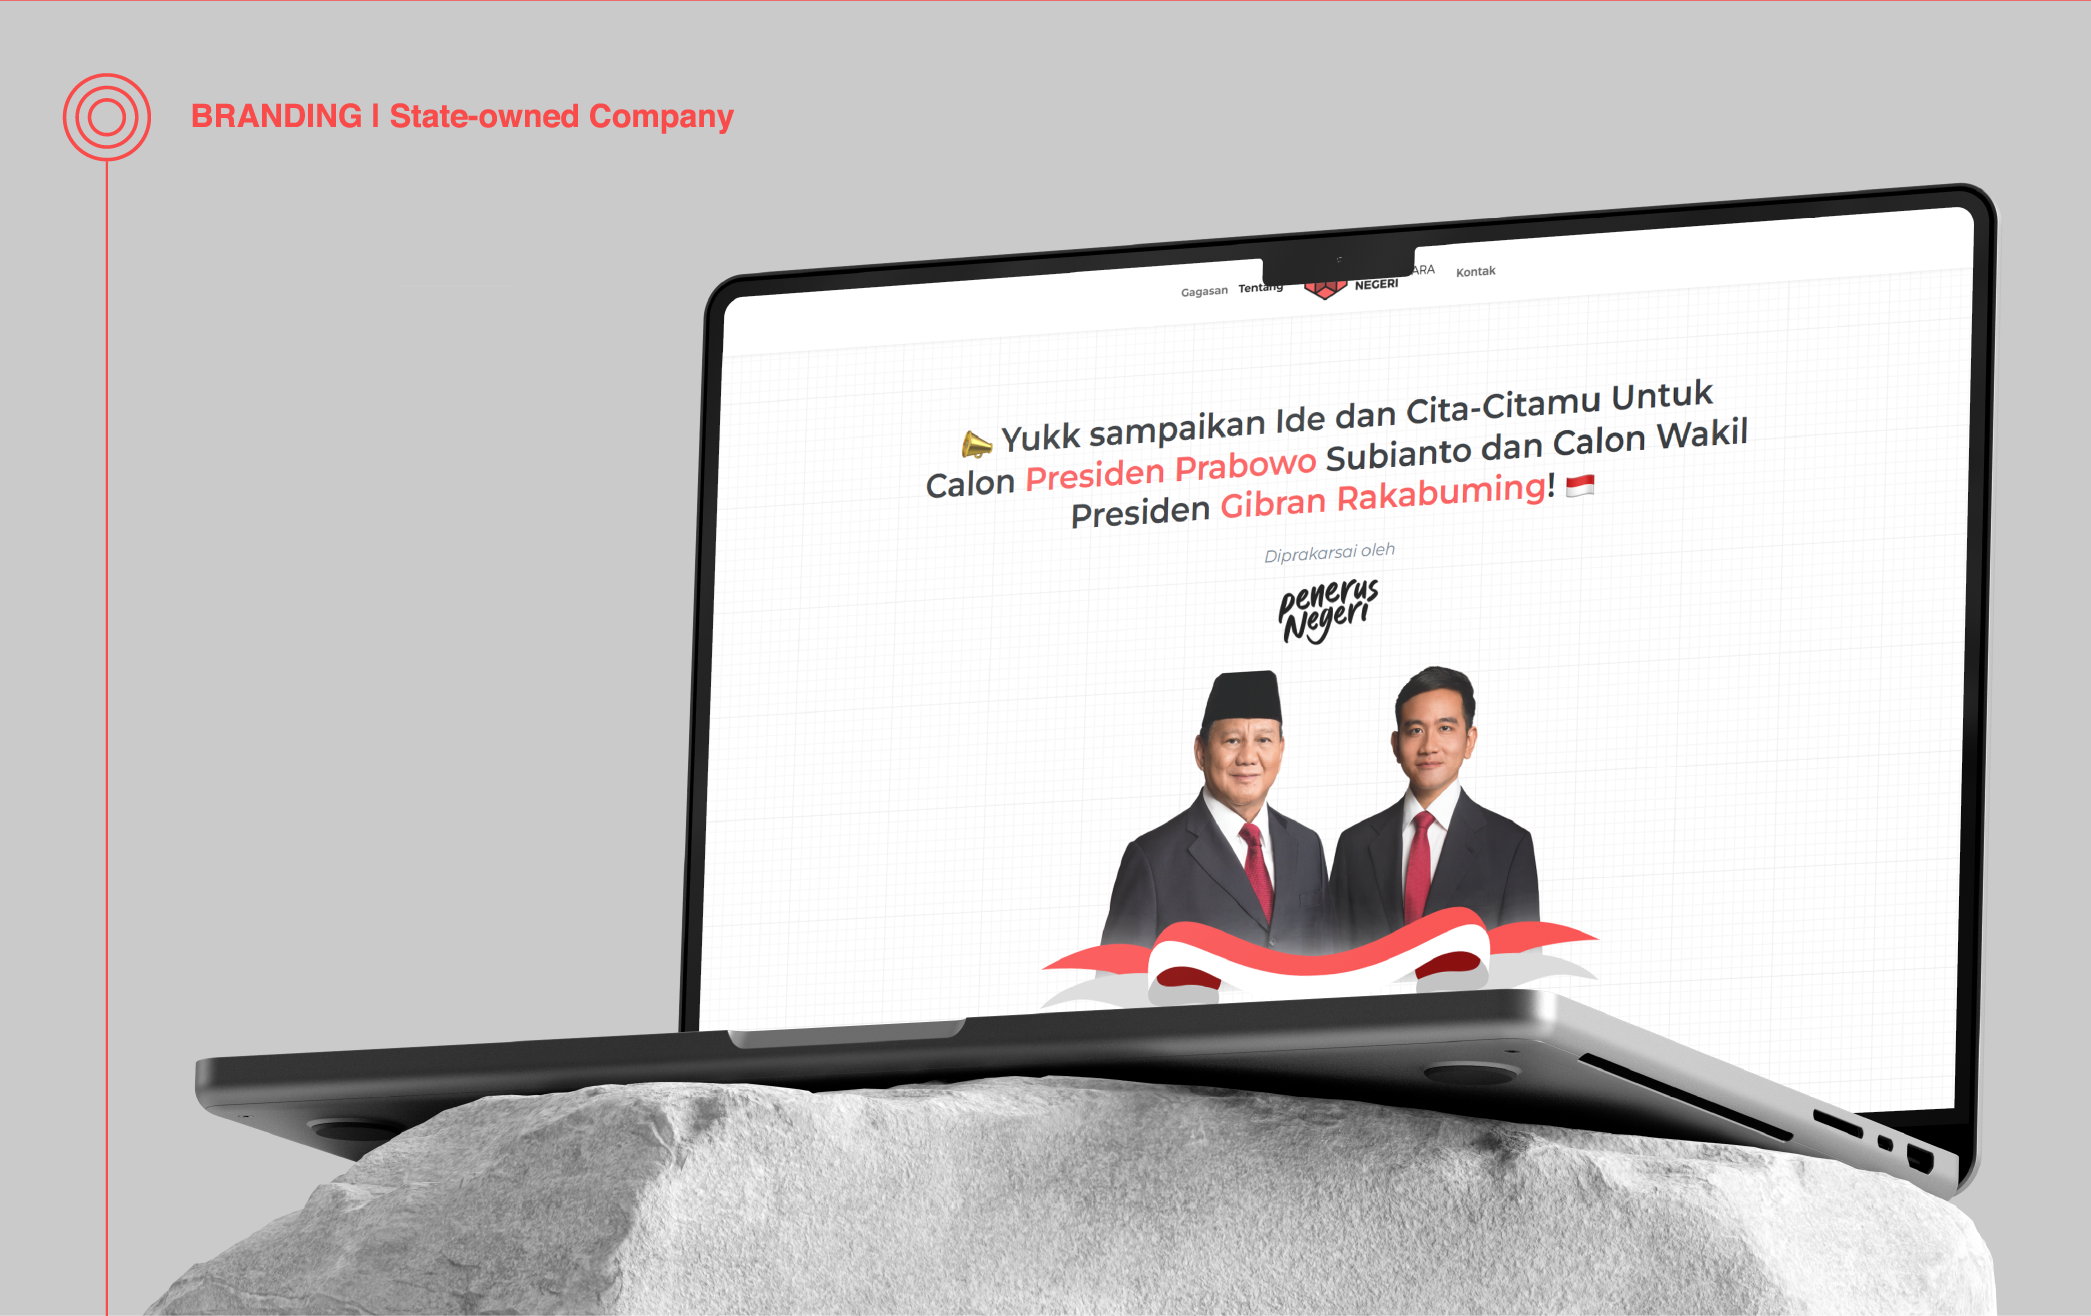 BRANDING | State-owned Company
Gagasan Tentang NEGERI Kontak
Yukk sampaikan Ide dan Cita-Citamu Untuk
Calon Presiden Prabowo Subianto dan Calon Wakil
Presiden Gibran Rakabuming!
Diprakarsai oleh
penerus
Negeri